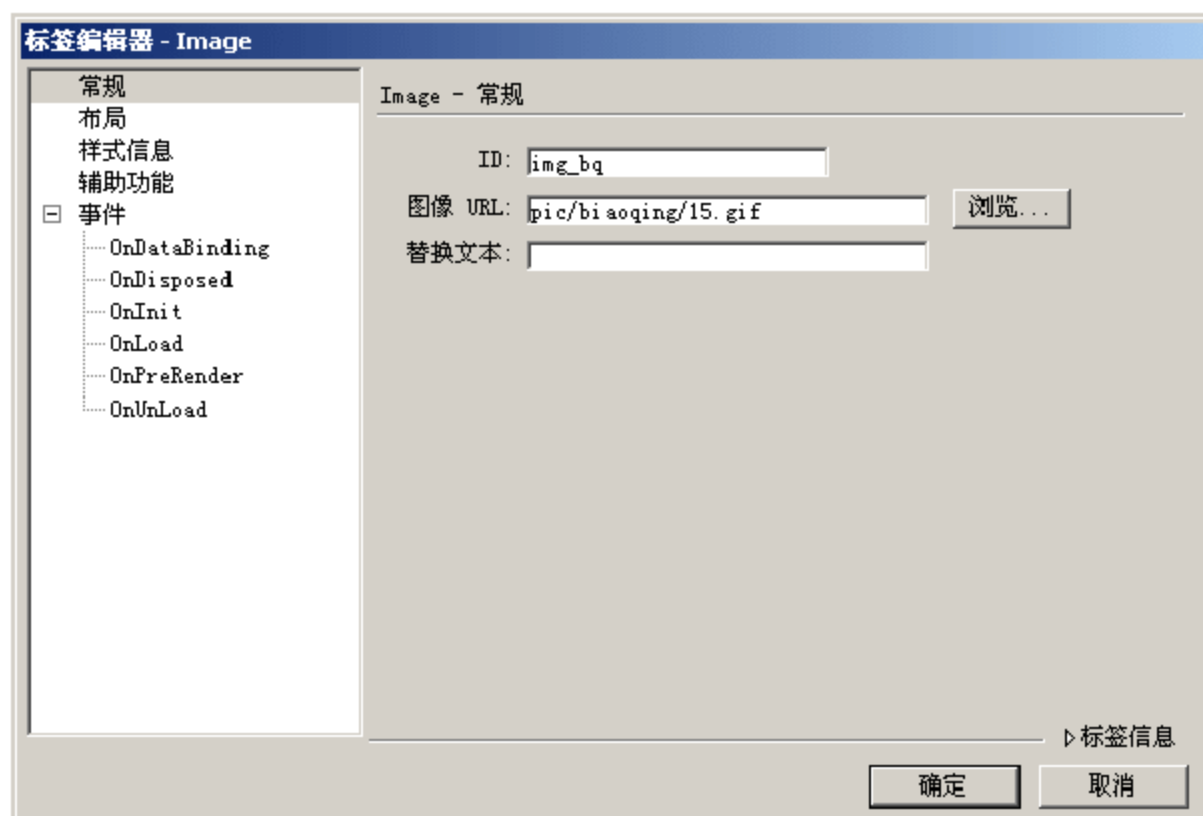 标签编辑器 - Image
常规
布局
样式信息
辅助功能
事件
OnDataBinding
OnDisposed
OnInit
OnLoad
OnPreRender
OnUnLoad
Image - 常规
ID: img_bq
图像 URL: pic/biaoqing/15.gif 浏览...
替换文本:
标签信息
确定 取消